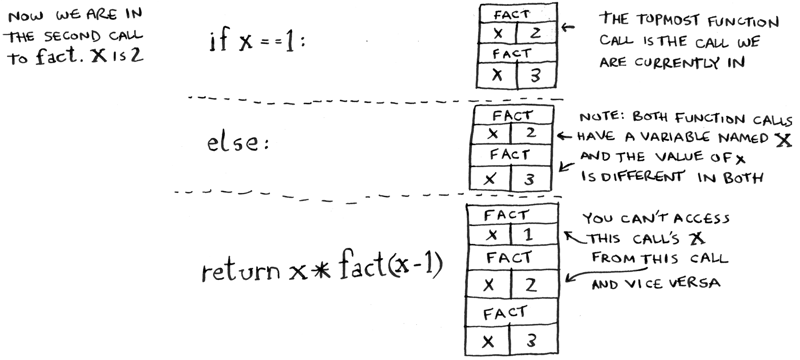 NOW WE ARE IN
THE SECOND CALL
TO fact. X IS 2
if x ==1:
FACT
X 2
FACT
X 3
THE TOPMOST FUNCTION
CALL IS THE CALL WE
ARE CURRENTLY IN
else:
FACT
X 2
FACT
X 3
NOTE: BOTH FUNCTION CALLS
HAVE A VARIABLE NAMED X
AND THE VALUE OF X
IS DIFFERENT IN BOTH
return x * fact(x-1)
FACT
X 1
FACT
X 2
FACT
X 3
YOU CAN'T ACCESS
THIS CALL'S X
FROM THIS CALL
AND VICE VERSA